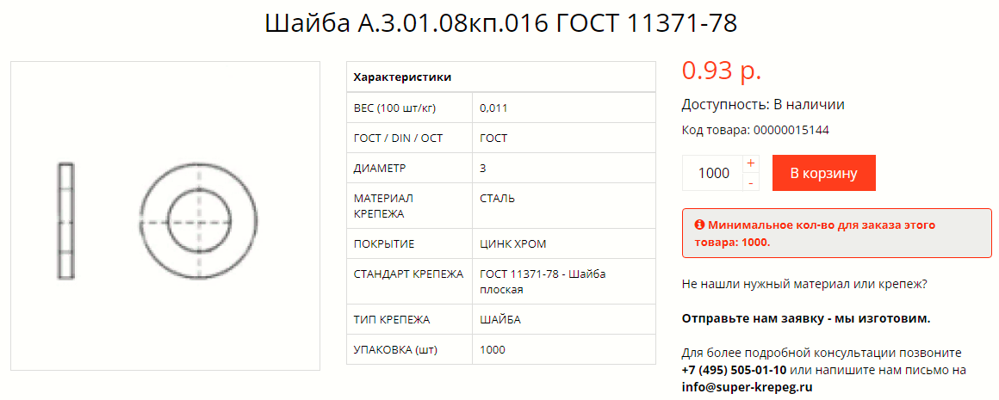 Шайба А.3.01.08кп.016 ГОСТ 11371-78
Характеристики
ВЕС (100 шт/кг) 0,011
ГОСТ / DIN / ОСТ ГОСТ
ДИАМЕТР 3
МАТЕРИАЛ КРЕПЕЖА СТАЛЬ
ПОКРЫТИЕ ЦИНК ХРОМ
СТАНДАРТ КРЕПЕЖА ГОСТ 11371-78 - Шайба
плоская
ТИП КРЕПЕЖА ШАЙБА
УПАКОВКА (шт) 1000
0.93 р.
Доступность: В наличии
Код товара: 00000015144
1000 + - В корзину
Минимальное кол-во для заказа этого
товара: 1000.
Не нашли нужный материал или крепеж?
Отправьте нам заявку - мы изготовим.
Для более подробной консультации позвоните
+7 (495) 505-01-10 или напишите нам письмо на
info@super-krepeg.ru